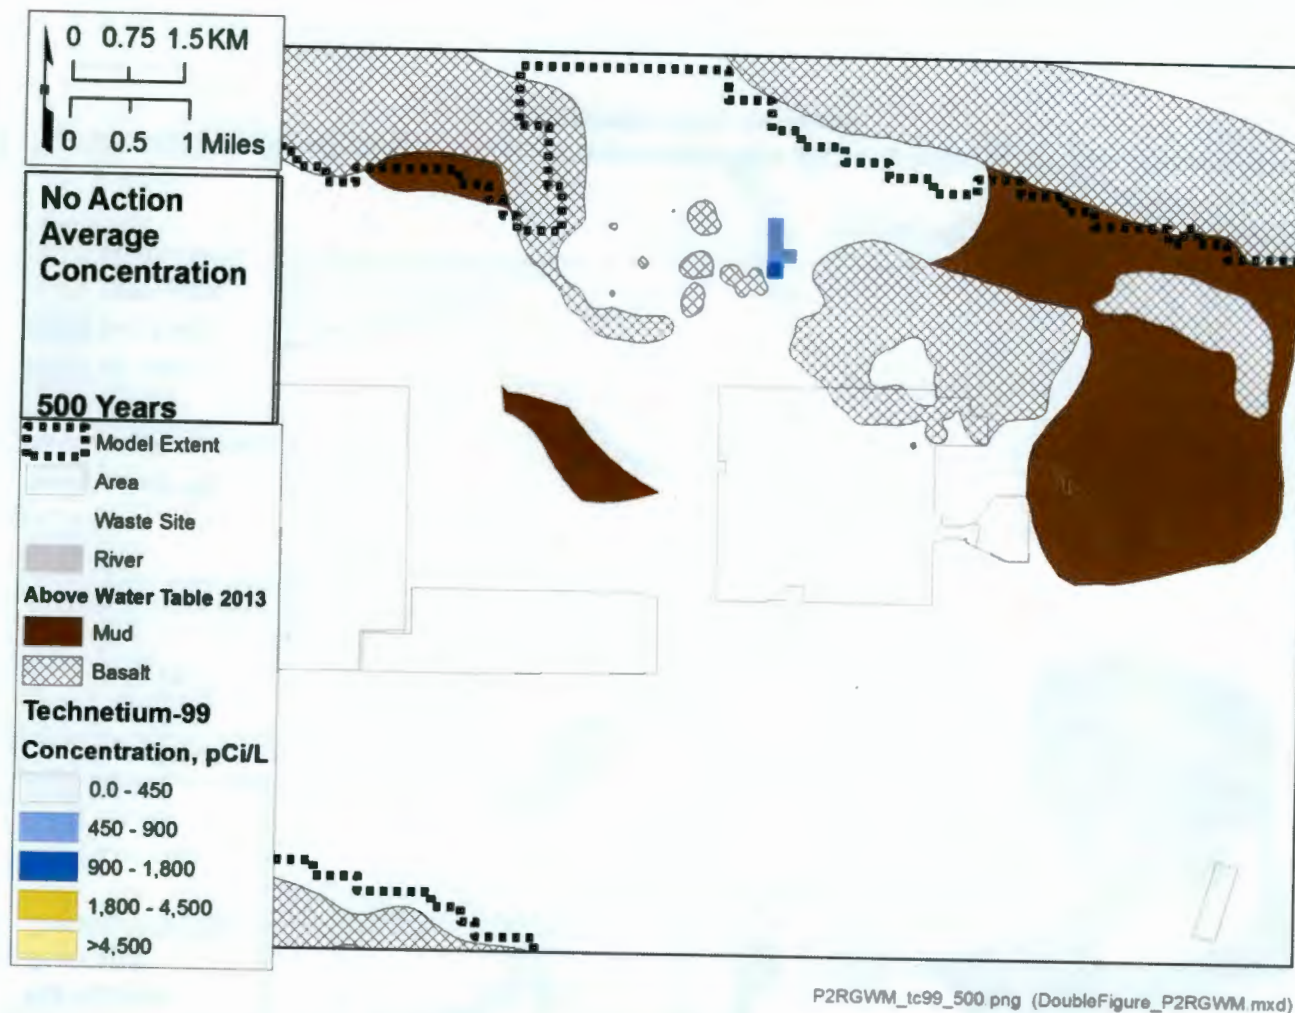 0 0.75 1.5 KM
0 0.5 1 Miles
No Action
Average
Concentration
500 Years
Model Extent
Area
Waste Site
River
Above Water Table 2013
Mud
Basalt
Technetium-99
Concentration, pCi/L
0.0 - 450
450 - 900
900 - 1,800
1,800 - 4,500
>4,500
P2RGWM_tc99_500.png (DoubleFigure_P2RGWM.mxd)